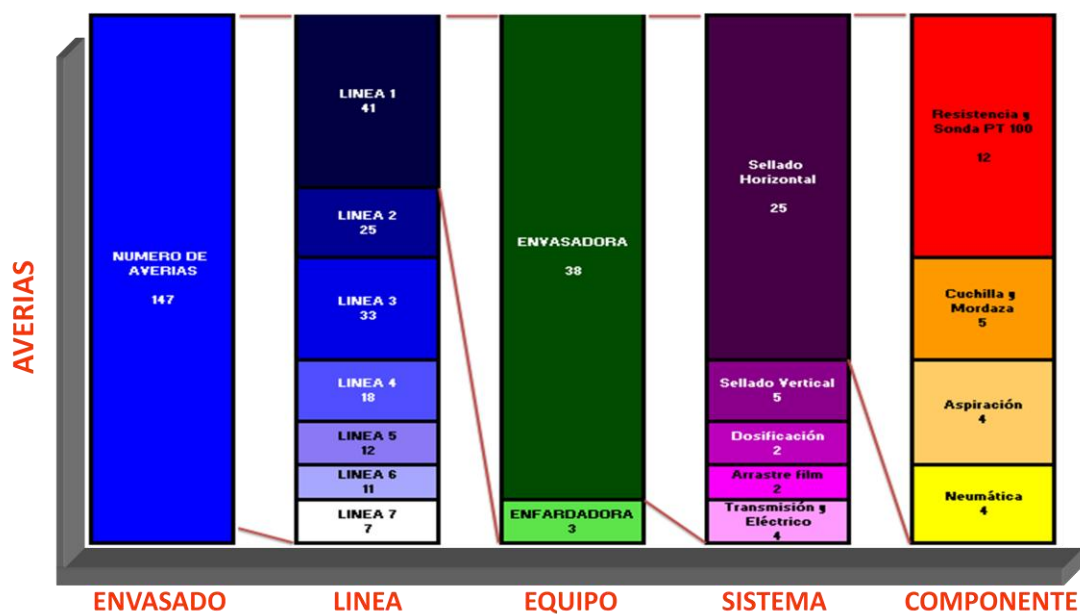 AVERIAS
NUMERO DE
AVERIAS
147
LINEA 1
41
LINEA 2
25
LINEA 3
33
LINEA 4
18
LINEA 5
12
LINEA 6
11
LINEA 7
7
ENVASADORA
38
ENFARDADORA
3
Sellado
Horizontal
25
Sellado Vertical
5
Dosificación
2
Arrastre film
2
Transmisión y
Eléctrico
4
Resistencia y
Sonda PT 100
12
Cuchilla y
Mordaza
5
Aspiración
4
Neumática
4
ENVASADO
LINEA
EQUIPO
SISTEMA
COMPONENTE